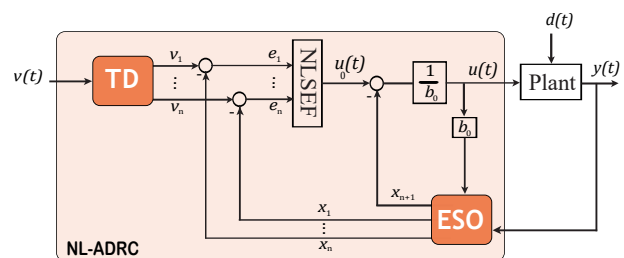 d(t)
v(t)
TD
v₁
⋮
vₙ
-
-
e₁
⋮
eₙ
NLSEF
u₀(t)
-
1
b₀
u(t)
b₀
Plant
y(t)
xₙ₊₁
x₁
⋮
xₙ
ESO
NL-ADRC